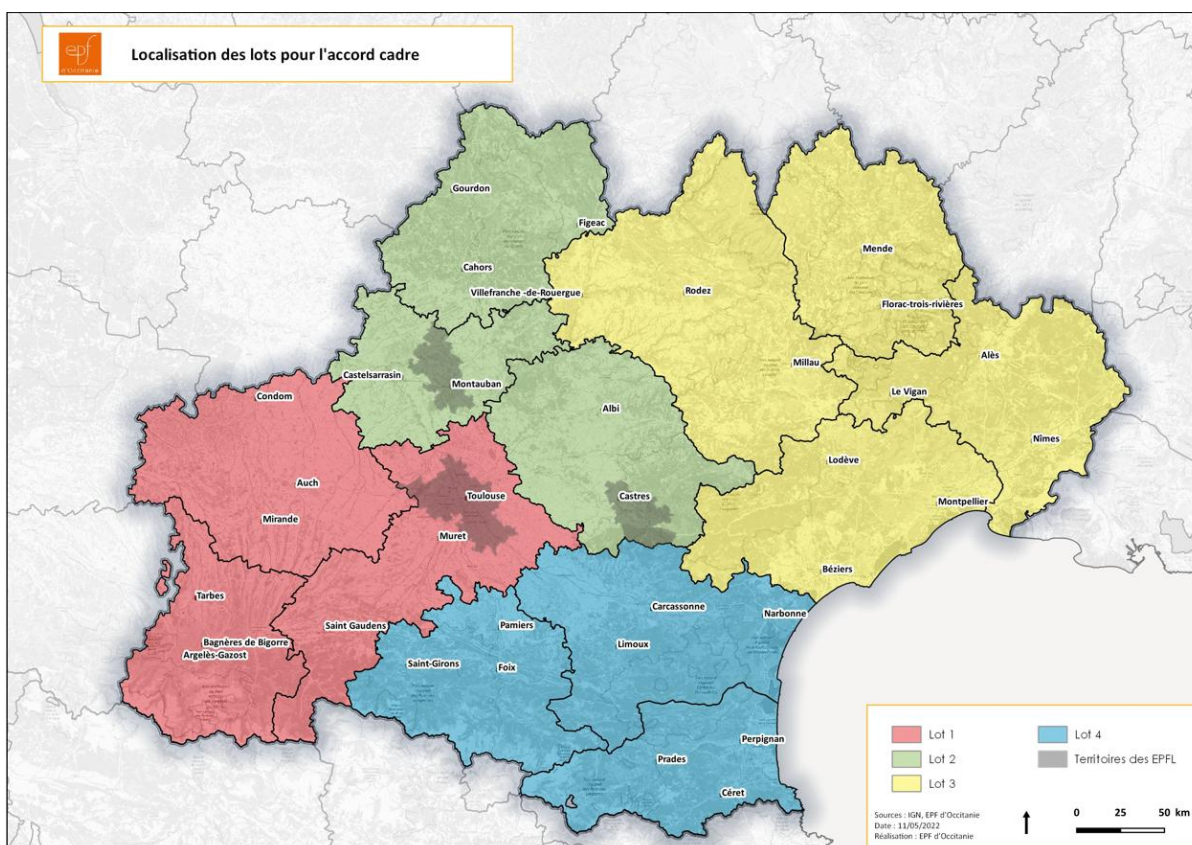 epf
d'Occitanie
Localisation des lots pour l'accord cadre
Gourdon
Figeac
Cahors
Villefranche -de-Rouergue
Mende
Rodez
Florac-trois-rivières
Alès
Millau
Le Vigan
Castelsarrasin
Montauban
Condom
Albi
Nîmes
Lodève
Auch
Toulouse
Castres
Montpellier
Mirande
Muret
Béziers
Tarbes
Carcassonne
Narbonne
Saint Gaudens
Pamiers
Bagnères de Bigorre
Limoux
Argelès-Gazost
Saint-Girons
Foix
Perpignan
Prades
Céret
Lot 1
Lot 2
Lot 3
Lot 4
Territoires des EPFL
Sources : IGN, EPF d'Occitanie
Date : 11/05/2022
Réalisation : EPF d'Occitanie
0 25 50 km